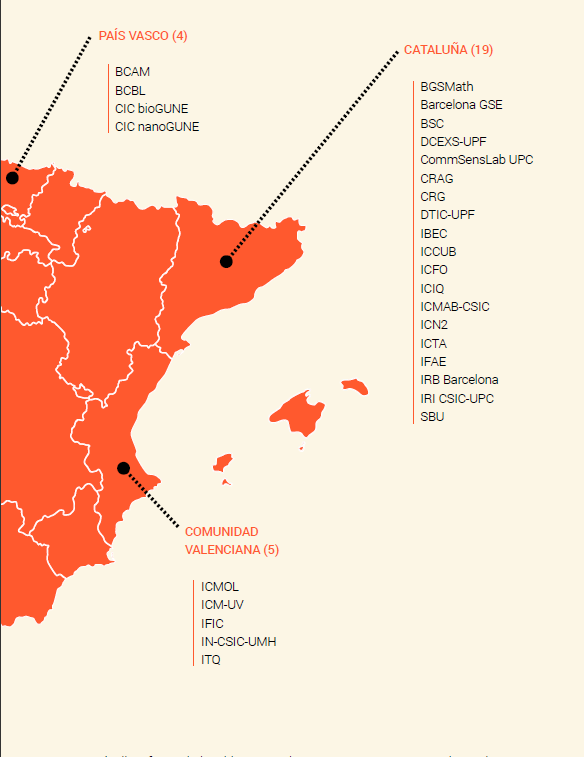 PAÍS VASCO (4)
BCAM
BCBL
CIC bioGUNE
CIC nanoGUNE
CATALUÑA (19)
BGSMath
Barcelona GSE
BSC
DCEXS-UPF
CommSensLab UPC
CRAG
CRG
DTIC-UPF
IBEC
ICCUB
ICFO
ICIQ
ICMAB-CSIC
ICN2
ICTA
IFAE
IRB Barcelona
IRI CSIC-UPC
SBU
COMUNIDAD
VALENCIANA (5)
ICMOL
ICM-UV
IFIC
IN-CSIC-UMH
ITQ